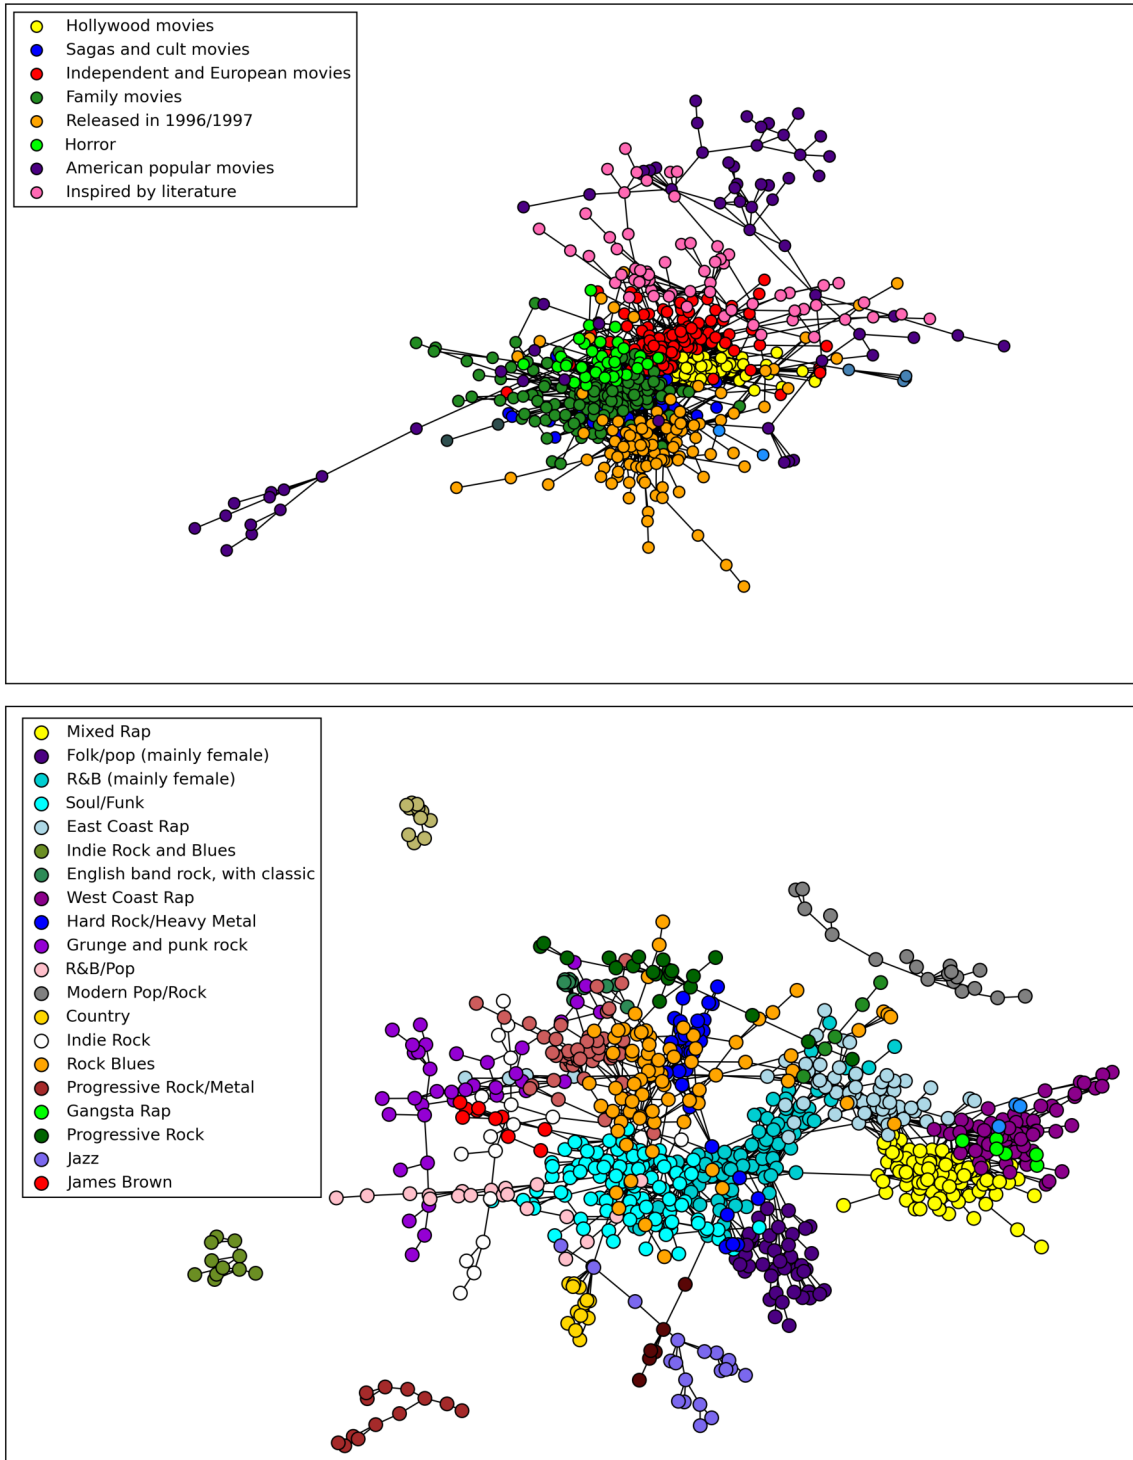 Hollywood movies
Sagas and cult movies
Independent and European movies
Family movies
Released in 1996/1997
Horror
American popular movies
Inspired by literature
Mixed Rap
Folk/pop (mainly female)
R&B (mainly female)
Soul/Funk
East Coast Rap
Indie Rock and Blues
English band rock, with classic
West Coast Rap
Hard Rock/Heavy Metal
Grunge and punk rock
R&B/Pop
Modern Pop/Rock
Country
Indie Rock
Rock Blues
Progressive Rock/Metal
Gangsta Rap
Progressive Rock
Jazz
James Brown